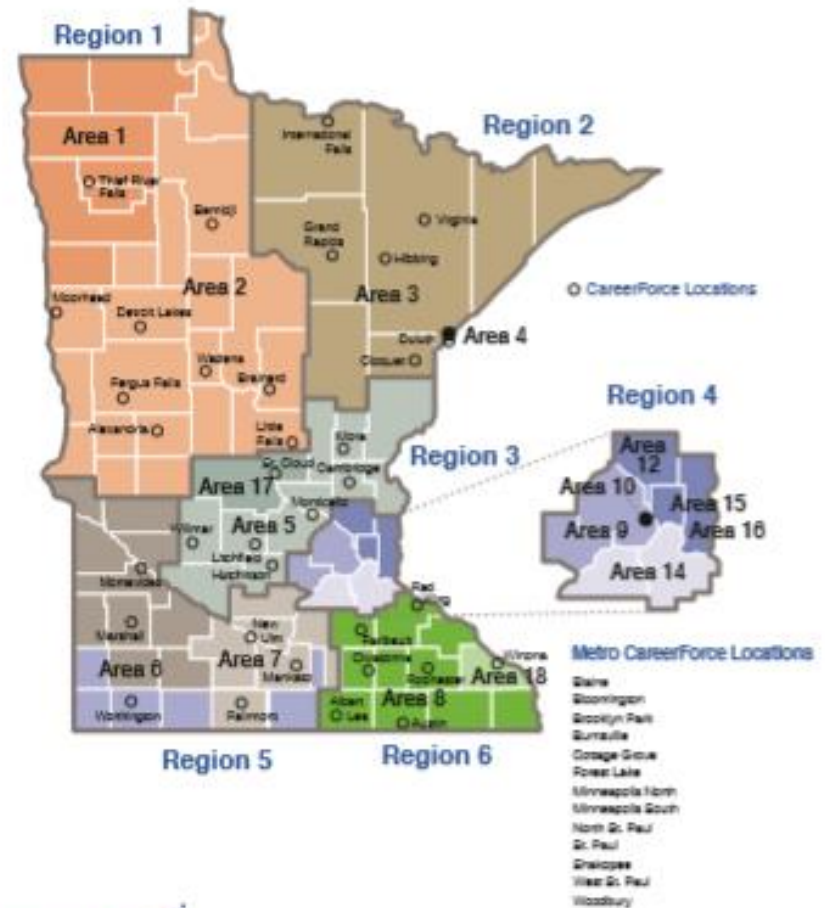 Region 1
Region 2
International
Falls
Area 1
Thief River
Falls
Bemidji
Grand
Rapids
Virginia
Hibbing
Area 2
Area 3
CareerForce Locations
Moorhead
Detroit Lakes
Duluth
Area 4
Cloquet
Wadena
Brainerd
Fergus Falls
Region 4
Alexandria
Little
Falls
Mora
Region 3
Area
12
St. Cloud
Cambridge
Area 17
Area 10
Monticello
Area 15
Willmar
Area 5
Area 9
Area 16
Litchfield
Hutchinson
Area 14
Montevideo
Red
Wing
New
Ulm
Marshall
Faribault
Metro CareerForce Locations
Area 6
Area 7
Mankato
Owatonna
Rochester
Winona
Area 18
Blaine
Bloomington
Worthington
Fairmont
Albert
Lea
Area 8
Austin
Brooklyn Park
Burnsville
Cottage Grove
Forest Lake
Region 5
Region 6
Minneapolis North
Minneapolis South
North St. Paul
St. Paul
Shakopee
West St. Paul
Woodbury